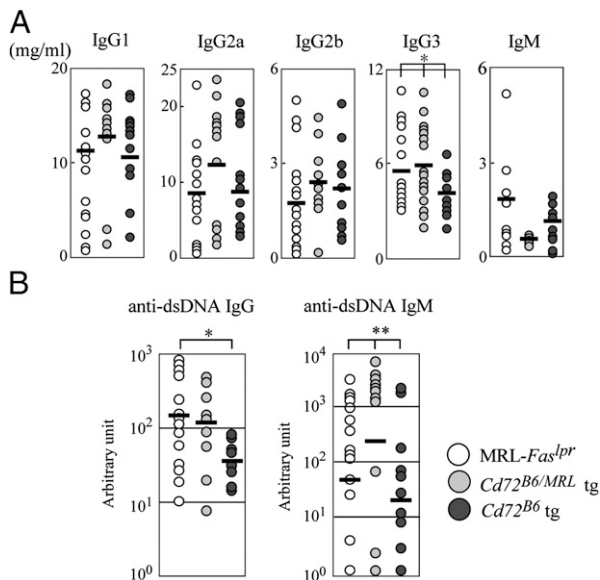 A
(mg/ml)
IgG1
IgG2a
IgG2b
IgG3
IgM
20
10
0
25
20
10
0
6
3
0
12
*
6
0
6
3
0
B
anti-dsDNA IgG
anti-dsDNA IgM
Arbitrary unit
10³
10²
10¹
10⁰
*
Arbitrary unit
10⁴
10³
10²
10¹
10⁰
**
MRL-Fas^lpr
Cd72^B6/MRL tg
Cd72^B6 tg